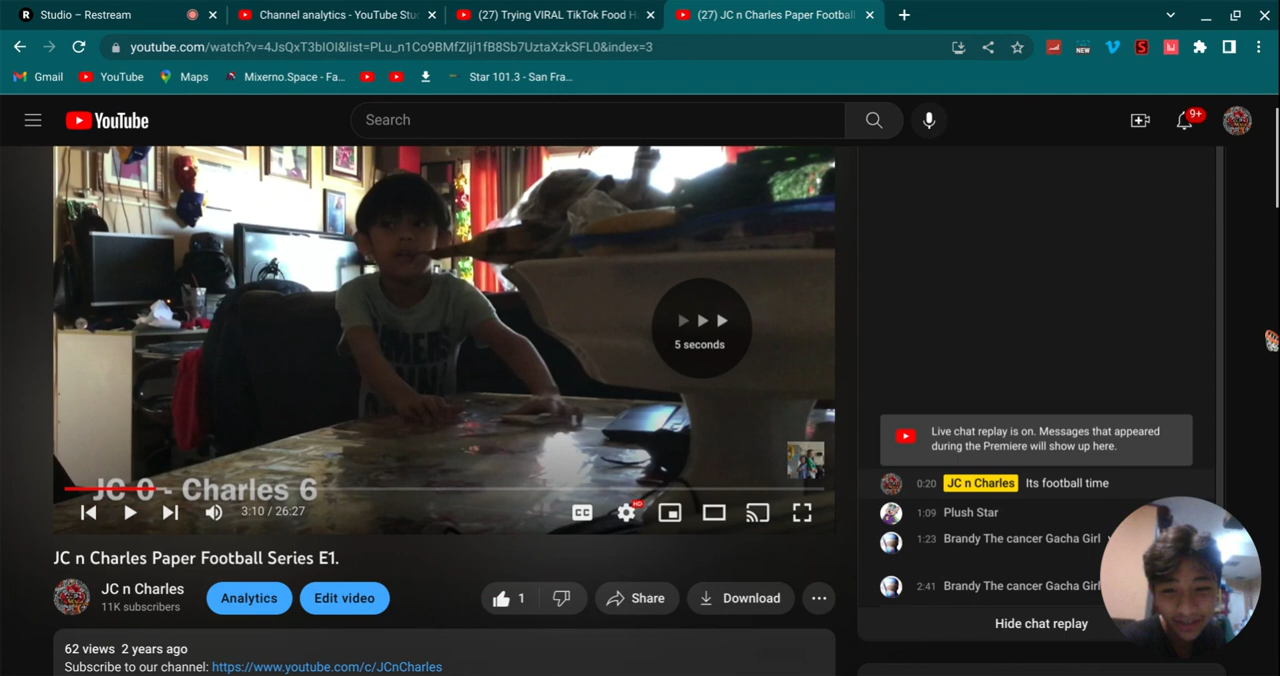 Studio – Restream
Channel analytics - YouTube Stu
(27) Trying VIRAL TikTok Food H
(27) JC n Charles Paper Football
youtube.com/watch?v=4JsQxT3bIOI&list=PLu_n1Co9BMfZIjl1fB8Sb7UztaXzkSFL0&index=3
NEW
Gmail
YouTube
Maps
Mixerno.Space - Fa...
Star 101.3 - San Fra...
YouTube
Search
9+
5 seconds
JC 0 - Charles 6
3:10 / 26:27
CC
HD
Live chat replay is on. Messages that appeared
during the Premiere will show up here.
0:20 JC n Charles Its football time
1:09 Plush Star
1:23 Brandy The cancer Gacha Girl
2:41 Brandy The cancer Gacha Girl
Hide chat replay
JC n Charles Paper Football Series E1.
JC n Charles
11K subscribers
Analytics
Edit video
1
Share
Download
62 views 2 years ago
Subscribe to our channel: https://www.youtube.com/c/JCnCharles